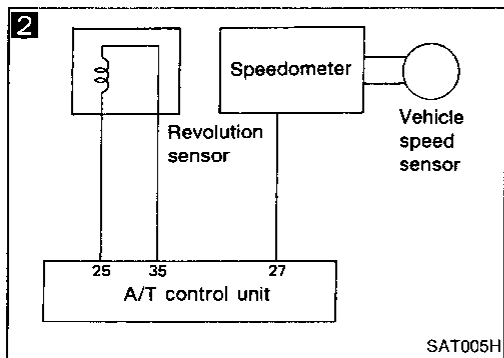 2
Speedometer
Revolution
sensor
Vehicle
speed
sensor
25 35 27
A/T control unit
SAT005H